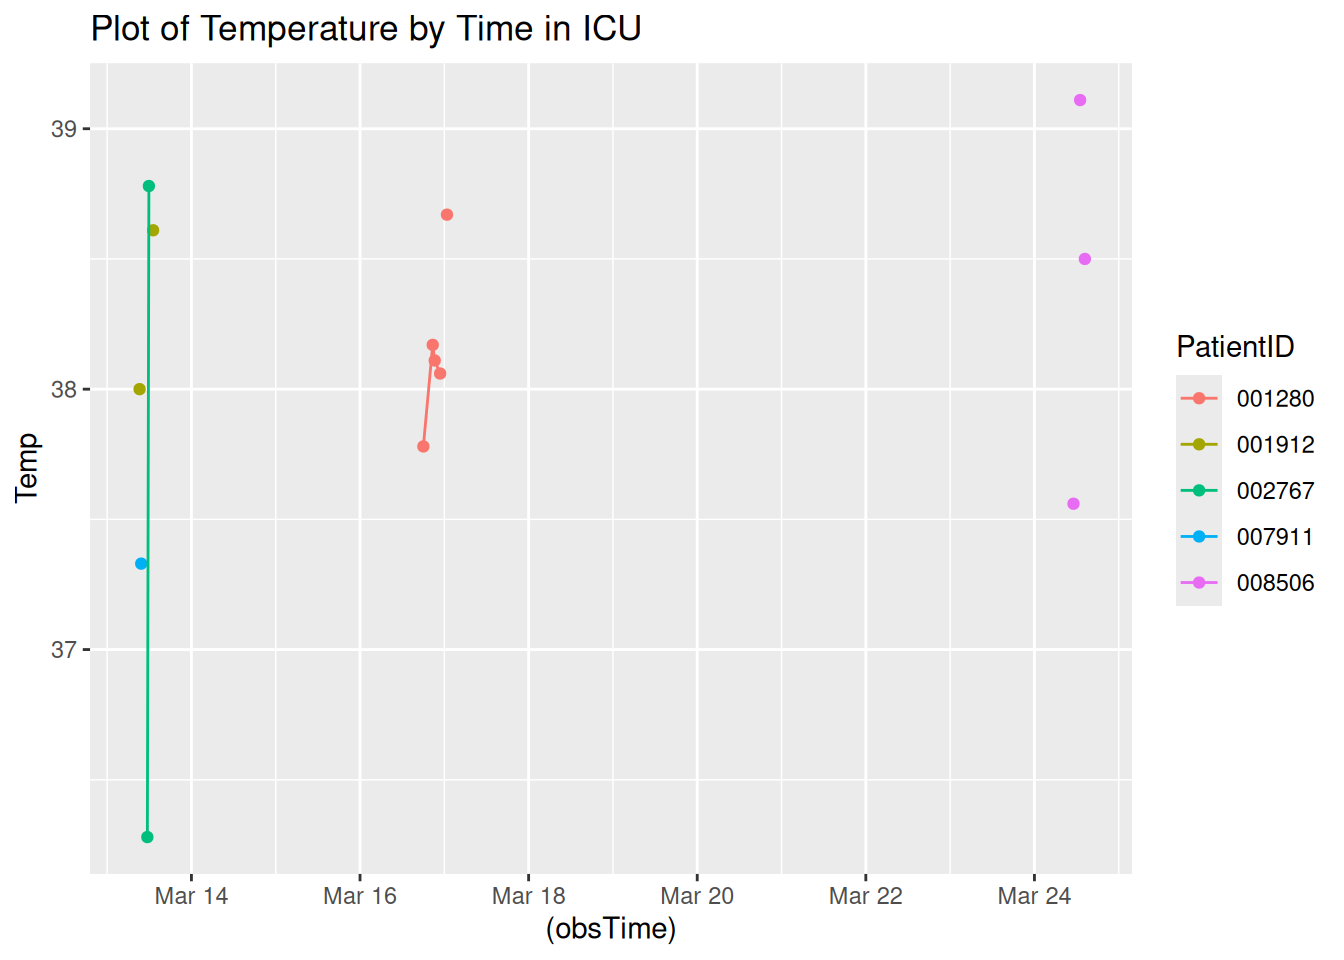 Plot of Temperature by Time in ICU
39
38
37
Temp
Mar 14 Mar 16 Mar 18 Mar 20 Mar 22 Mar 24
(obsTime)
PatientID
001280
001912
002767
007911
008506